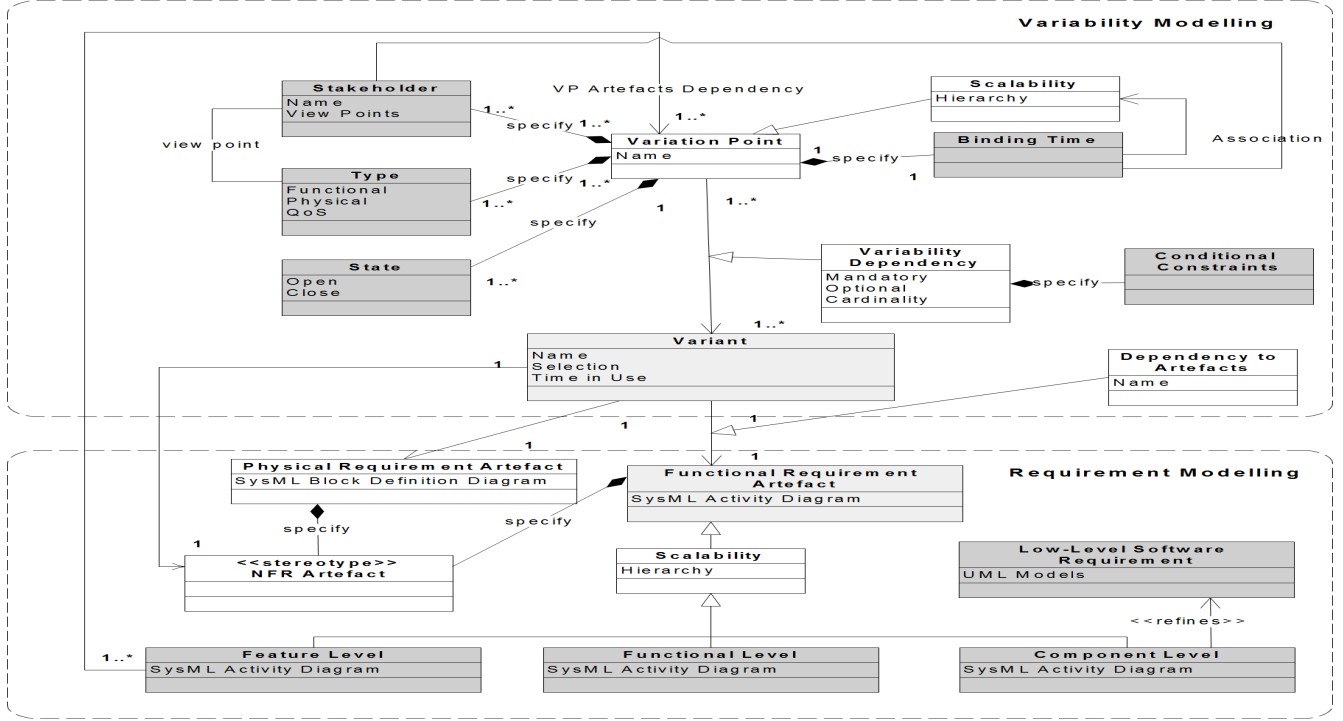 Variability Modelling
Stakeholder
Name
View Points
1..*
specify
1..*
VP Artefacts Dependency
1..*
Scalability
Hierarchy
Association
view point
Variation Point
Name
1
specify
1
Binding Time
Type
Functional
Physical
QoS
specify
1..*
1..*
specify
1
1..*
State
Open
Close
1..*
Variability
Dependency
Mandatory
Optional
Cardinality
specify
Conditional
Constraints
1..*
Variant
Name
Selection
Time in Use
1
Dependency to
Artefacts
Name
1
1
1
1
Physical Requirement Artefact
SysML Block Definition Diagram
Functional Requirement
Artefact
SysML Activity Diagram
Requirement Modelling
specify
specify
1
<<stereotype>>
NFR Artefact
Scalability
Hierarchy
Low-Level Software
Requirement
UML Models
<<refines>>
1..*
Feature Level
SysML Activity Diagram
Functional Level
SysML Activity Diagram
Component Level
SysML Activity Diagram